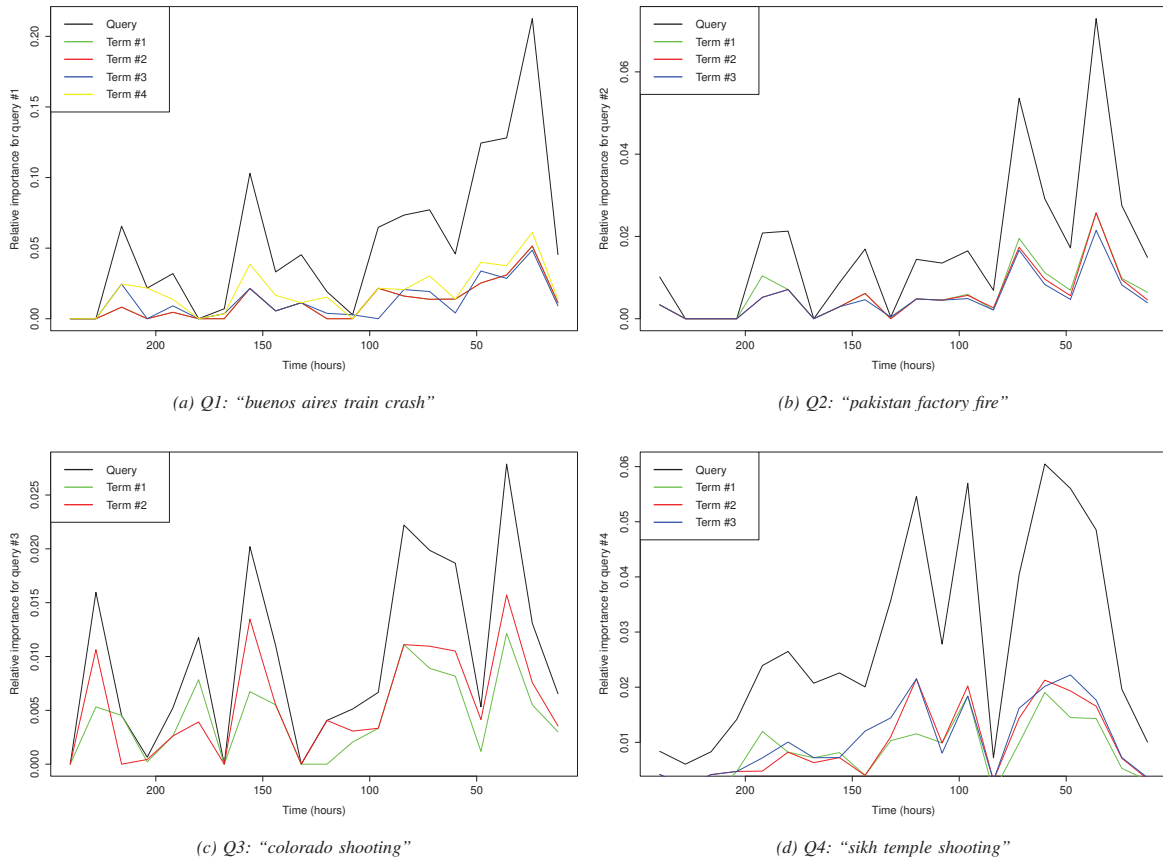 Query
Term #1
Term #2
Term #3
Term #4
Relative importance for query #1
0.00 0.05 0.10 0.15 0.20
200 150 100 50
Time (hours)
(a) Q1: “buenos aires train crash”
Query
Term #1
Term #2
Term #3
Relative importance for query #2
0.00 0.02 0.04 0.06
200 150 100 50
Time (hours)
(b) Q2: “pakistan factory fire”
Query
Term #1
Term #2
Relative importance for query #3
0.000 0.005 0.010 0.015 0.020 0.025
200 150 100 50
Time (hours)
(c) Q3: “colorado shooting”
Query
Term #1
Term #2
Term #3
Relative importance for query #4
0.01 0.02 0.03 0.04 0.05 0.06
200 150 100 50
Time (hours)
(d) Q4: “sikh temple shooting”